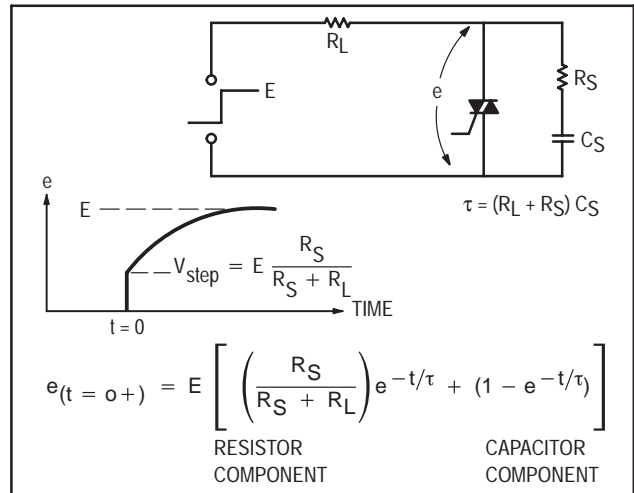 R_L
E
e
R_S
C_S
τ = (R_L + R_S) C_S
e
E
V_step = E R_S / (R_S + R_L)
TIME
t = 0
e(t = o+) = E [ (R_S / (R_S + R_L)) e^−t/τ + (1 − e^−t/τ) ]
RESISTOR CAPACITOR
COMPONENT COMPONENT